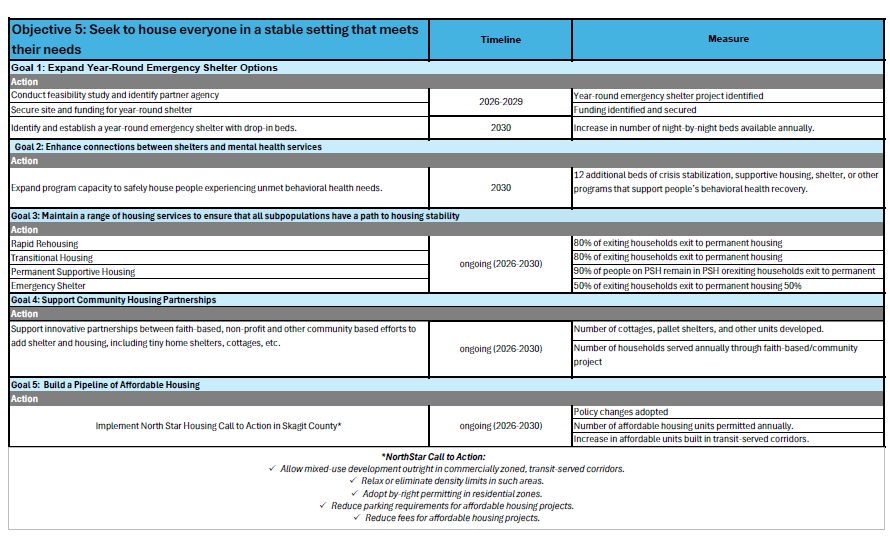 Objective 5: Seek to house everyone in a stable setting that meets
their needs
Timeline
Measure
Goal 1: Expand Year-Round Emergency Shelter Options
Action
Conduct feasibility study and identify partner agency
Secure site and funding for year-round shelter
2026-2029
Year-round emergency shelter project identified
Funding identified and secured
Identify and establish a year-round emergency shelter with drop-in beds.
2030
Increase in number of night-by-night beds available annually.
Goal 2: Enhance connections between shelters and mental health services
Action
Expand program capacity to safely house people experiencing unmet behavioral health needs.
2030
12 additional beds of crisis stabilization, supportive housing, shelter, or other
programs that support people's behavioral health recovery.
Goal 3: Maintain a range of housing services to ensure that all subpopulations have a path to housing stability
Action
Rapid Rehousing
Transitional Housing
Permanent Supportive Housing
Emergency Shelter
ongoing (2026-2030)
80% of exiting households exit to permanent housing
80% of exiting households exit to permanent housing
90% of people on PSH remain in PSH orexiting households exit to permanent
50% of exiting households exit to permanent housing 50%
Goal 4: Support Community Housing Partnerships
Action
Support innovative partnerships between faith-based, non-profit and other community based efforts to
add shelter and housing, including tiny home shelters, cottages, etc.
ongoing (2026-2030)
Number of cottages, pallet shelters, and other units developed.
Number of households served annually through faith-based/community
project
Goal 5: Build a Pipeline of Affordable Housing
Action
Implement North Star Housing Call to Action in Skagit County*
ongoing (2026-2030)
Policy changes adopted
Number of affordable housing units permitted annually.
Increase in affordable units built in transit-served corridors.
*NorthStar Call to Action:
✓ Allow mixed-use development outright in commercially zoned, transit-served corridors.
✓ Relax or eliminate density limits in such areas.
✓ Adopt by-right permitting in residential zones.
✓ Reduce parking requirements for affordable housing projects.
✓ Reduce fees for affordable housing projects.